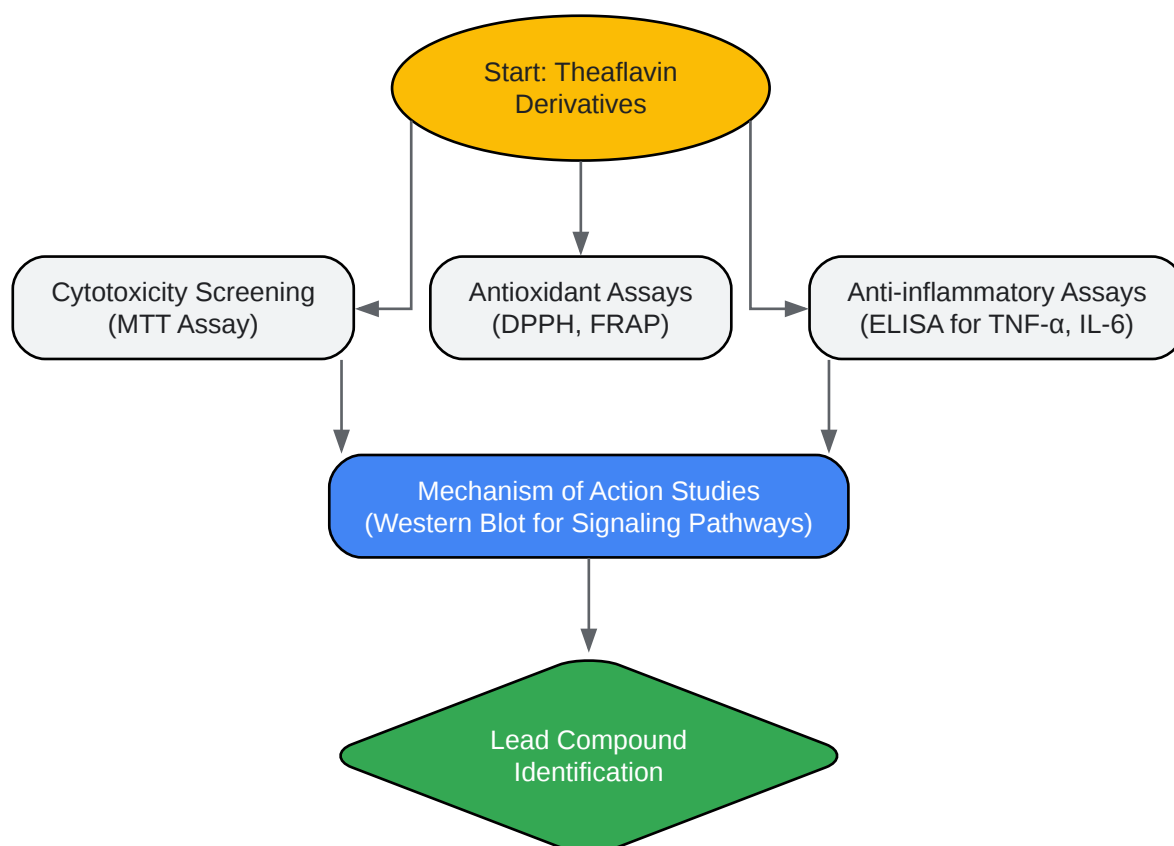 Start: Theaflavin
Derivatives
Cytotoxicity Screening
(MTT Assay)
Antioxidant Assays
(DPPH, FRAP)
Anti-inflammatory Assays
(ELISA for TNF-α, IL-6)
Mechanism of Action Studies
(Western Blot for Signaling Pathways)
Lead Compound
Identification